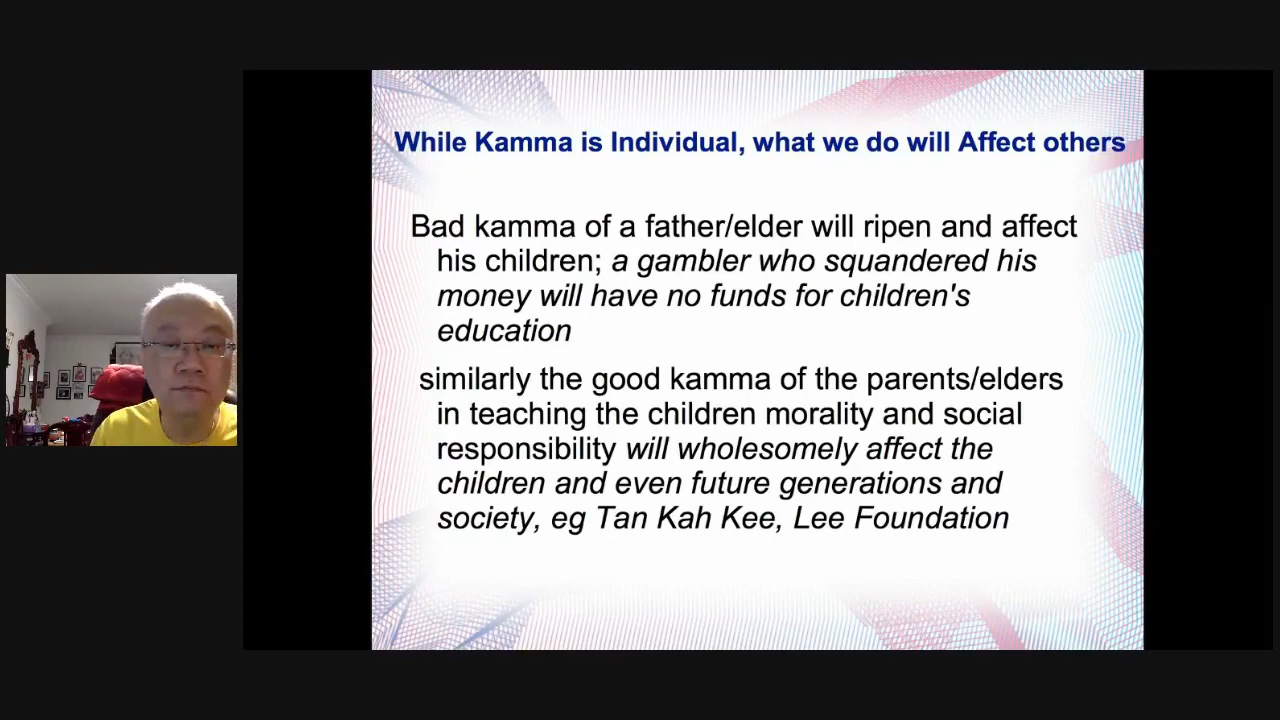 While Kamma is Individual, what we do will Affect others
Bad kamma of a father/elder will ripen and affect
his children; a gambler who squandered his
money will have no funds for children's
education
similarly the good kamma of the parents/elders
in teaching the children morality and social
responsibility will wholesomely affect the
children and even future generations and
society, eg Tan Kah Kee, Lee Foundation